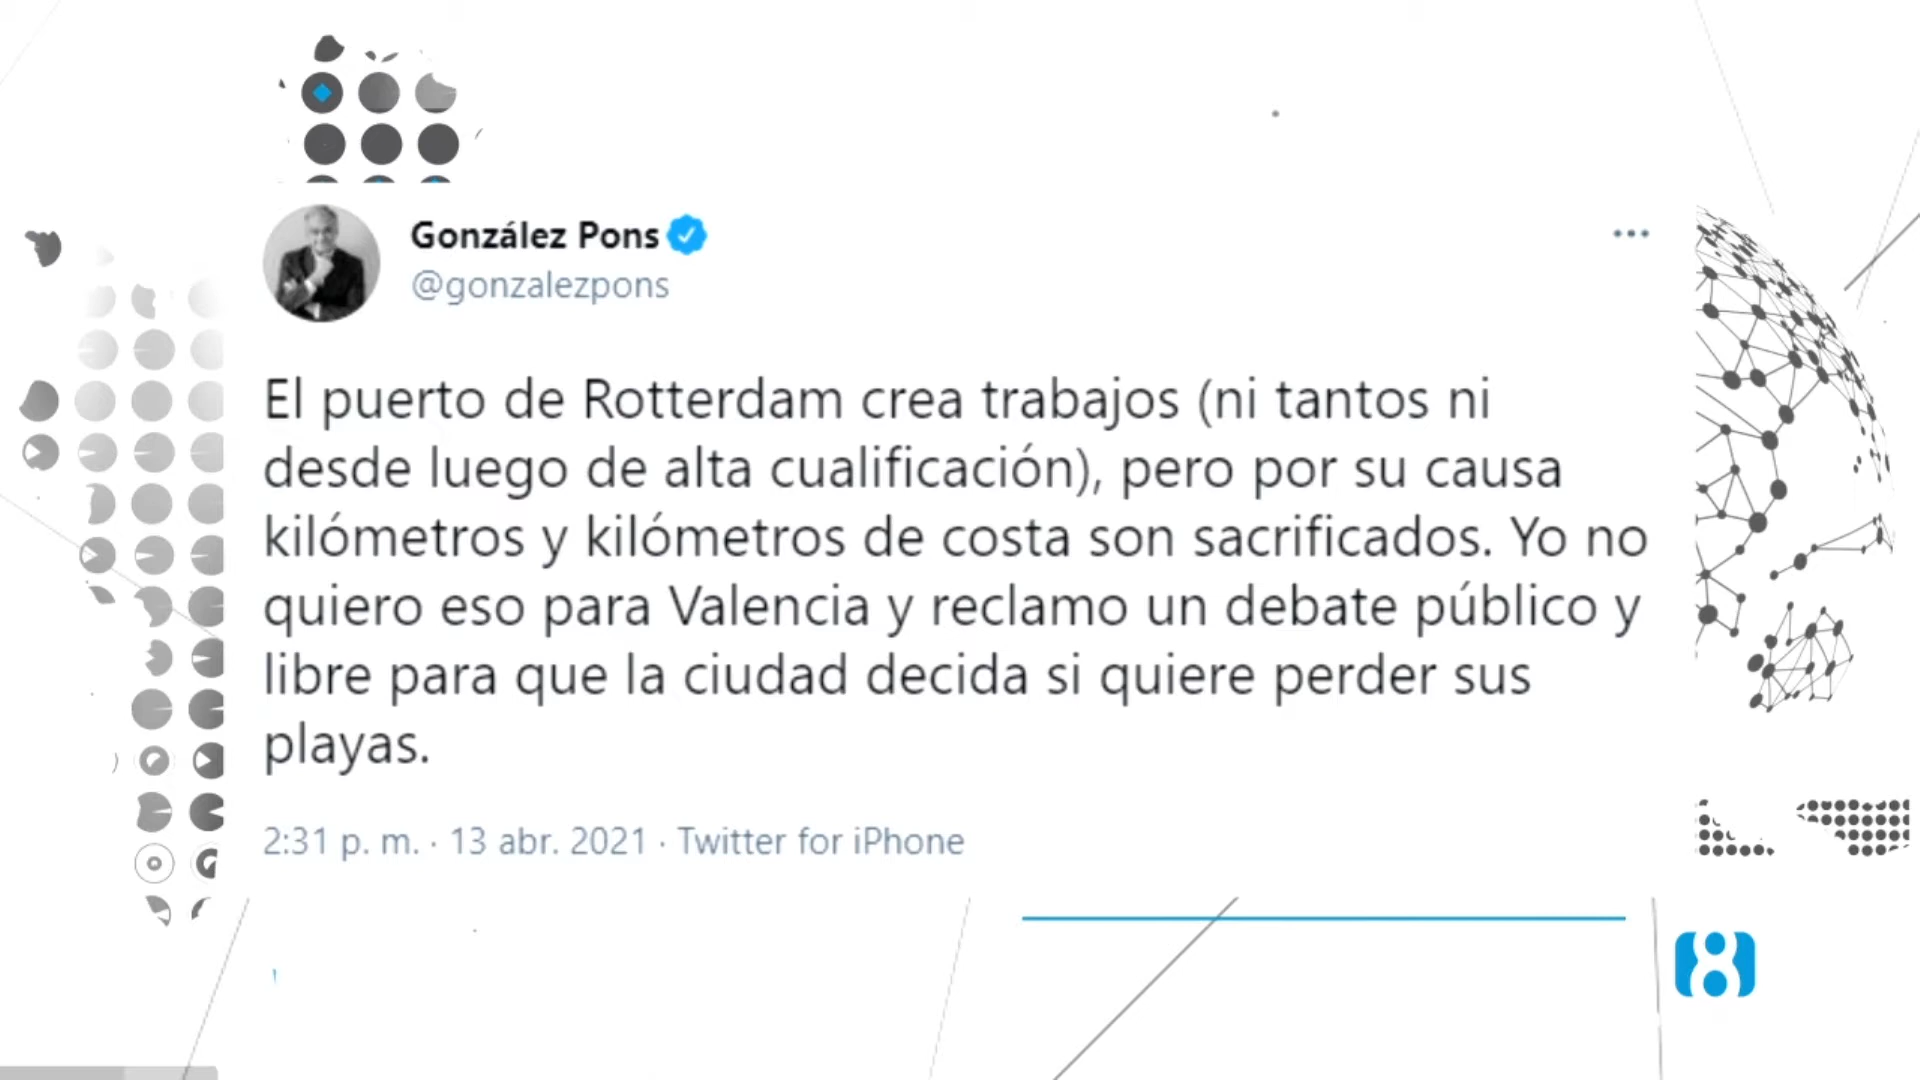 González Pons
@gonzalezpons
El puerto de Rotterdam crea trabajos (ni tantos ni
desde luego de alta cualificación), pero por su causa
kilómetros y kilómetros de costa son sacrificados. Yo no
quiero eso para Valencia y reclamo un debate público y
libre para que la ciudad decida si quiere perder sus
playas.
2:31 p. m. · 13 abr. 2021 · Twitter for iPhone
8